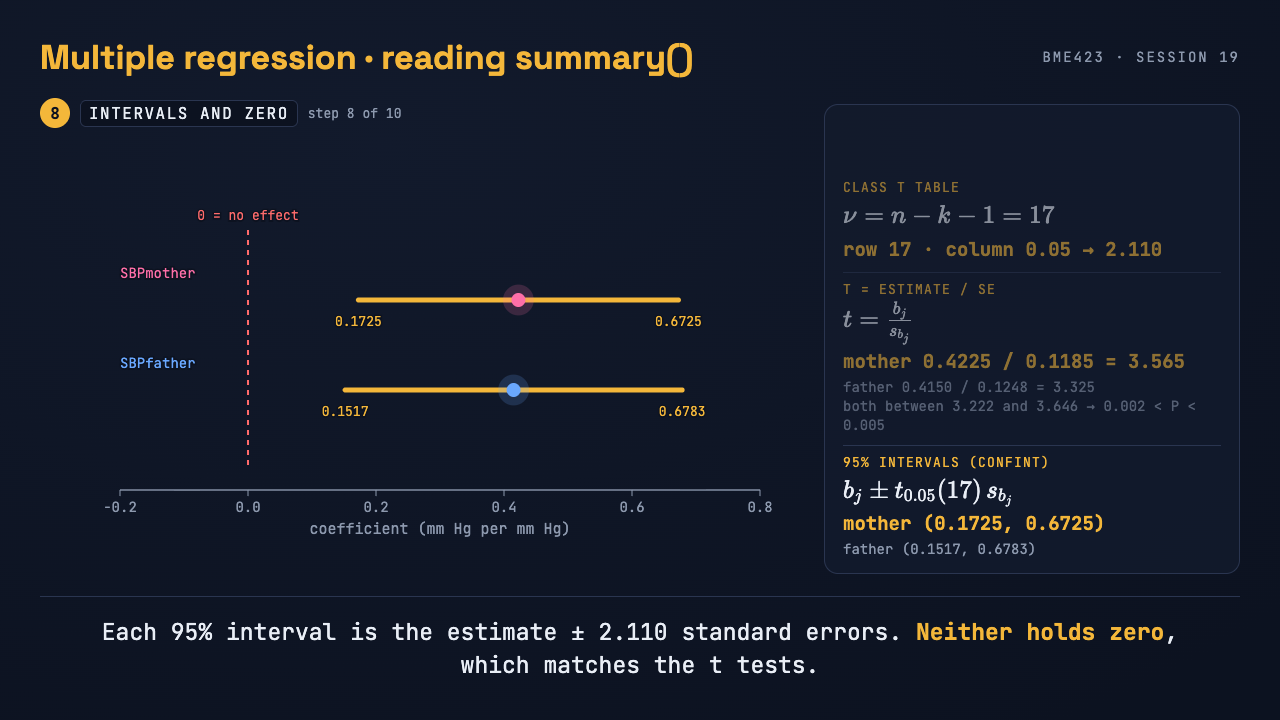 Multiple regression · reading summary()
BME423 · SESSION 19
8 INTERVALS AND ZERO step 8 of 10
0 = no effect
SBPmother
0.1725 0.6725
SBPfather
0.1517 0.6783
-0.2 0.0 0.2 0.4 0.6 0.8
coefficient (mm Hg per mm Hg)
CLASS T TABLE
ν = n − k − 1 = 17
row 17 · column 0.05 → 2.110
T = ESTIMATE / SE
t = b_j / s_{b_j}
mother 0.4225 / 0.1185 = 3.565
father 0.4150 / 0.1248 = 3.325
both between 3.222 and 3.646 → 0.002 < P <
0.005
95% INTERVALS (CONFINT)
b_j ± t_{0.05}(17) s_{b_j}
mother (0.1725, 0.6725)
father (0.1517, 0.6783)
Each 95% interval is the estimate ± 2.110 standard errors. Neither holds zero,
which matches the t tests.